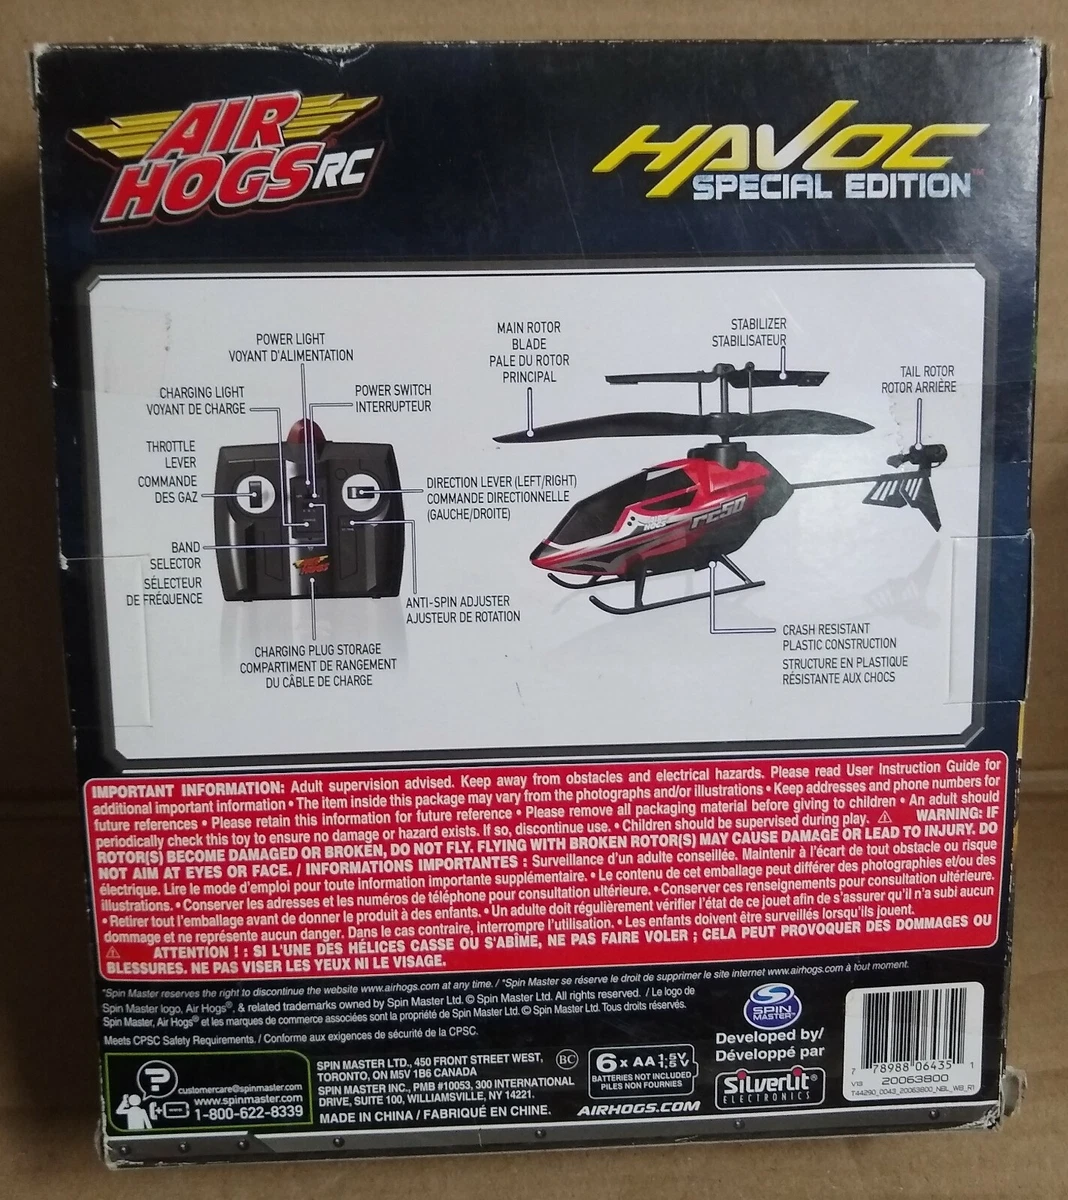 AIR
HOGS® RC
HAVOC
SPECIAL EDITION™
POWER LIGHT
VOYANT D'ALIMENTATION
CHARGING LIGHT
VOYANT DE CHARGE
POWER SWITCH
INTERRUPTEUR
THROTTLE
LEVER
COMMANDE
DES GAZ
DIRECTION LEVER (LEFT/RIGHT)
COMMANDE DIRECTIONNELLE
(GAUCHE/DROITE)
BAND
SELECTOR
SÉLECTEUR
DE FRÉQUENCE
ANTI-SPIN ADJUSTER
AJUSTEUR DE ROTATION
AIR
HOGS
CHARGING PLUG STORAGE
COMPARTIMENT DE RANGEMENT
DU CÂBLE DE CHARGE
MAIN ROTOR
BLADE
PALE DU ROTOR
PRINCIPAL
STABILIZER
STABILISATEUR
TAIL ROTOR
ROTOR ARRIÈRE
AIR
HOGS
rc50
CRASH RESISTANT
PLASTIC CONSTRUCTION
STRUCTURE EN PLASTIQUE
RÉSISTANTE AUX CHOCS
IMPORTANT INFORMATION: Adult supervision advised. Keep away from obstacles and electrical hazards. Please read User Instruction Guide for
additional important information • The item inside this package may vary from the photographs and/or illustrations • Keep addresses and phone numbers for
future references • Please retain this information for future reference • Please remove all packaging material before giving to children • An adult should
periodically check this toy to ensure no damage or hazard exists. If so, discontinue use. • Children should be supervised during play. ⚠ WARNING: IF
ROTOR(S) BECOME DAMAGED OR BROKEN, DO NOT FLY. FLYING WITH BROKEN ROTOR(S) MAY CAUSE DAMAGE OR LEAD TO INJURY. DO
NOT AIM AT EYES OR FACE. / INFORMATIONS IMPORTANTES : Surveillance d'un adulte conseillée. Maintenir à l'écart de tout obstacle ou risque
électrique. Lire le mode d'emploi pour toute information importante supplémentaire. • Le contenu de cet emballage peut différer des photographies et/ou des
illustrations. • Conserver les adresses et les numéros de téléphone pour consultation ultérieure. • Conserver ces renseignements pour consultation ultérieure.
• Retirer tout l'emballage avant de donner le produit à des enfants. • Un adulte doit régulièrement vérifier l'état de ce jouet afin de s'assurer qu'il n'a subi aucun
dommage et ne représente aucun danger. Dans le cas contraire, interrompre l'utilisation. • Les enfants doivent être surveillés lorsqu'ils jouent.
⚠ ATTENTION ! : SI L'UNE DES HÉLICES CASSE OU S'ABÎME, NE PAS FAIRE VOLER ; CELA PEUT PROVOQUER DES DOMMAGES OU
BLESSURES. NE PAS VISER LES YEUX NI LE VISAGE.
*Spin Master reserves the right to discontinue the website www.airhogs.com at any time. / *Spin Master se réserve le droit de supprimer le site internet www.airhogs.com à tout moment.
Spin Master logo, Air Hogs®, & related trademarks owned by Spin Master Ltd. © Spin Master Ltd. All rights reserved. / Le logo de
Spin Master, Air Hogs® et les marques de commerce associées sont la propriété de Spin Master Ltd. © Spin Master Ltd. Tous droits réservés.
Meets CPSC Safety Requirements. / Conforme aux exigences de sécurité de la CPSC.
?
customercare@spinmaster.com
www.spinmaster.com
1-800-622-8339
SPIN MASTER LTD., 450 FRONT STREET WEST,
TORONTO, ON M5V 1B6 CANADA
SPIN MASTER INC., PMB #10053, 300 INTERNATIONAL
DRIVE, SUITE 100, WILLIAMSVILLE, NY 14221.
MADE IN CHINA / FABRIQUÉ EN CHINE.
BC
6 x AA 1.5V
1,5V
BATTERIES NOT INCLUDED
PILES NON FOURNIES
AIRHOGS.COM
SPIN
MASTER™
Developed by/
Développé par
Silverlit®
ELECTRONICS
7 78988 06435 1
V13 20063800
T44290_0043_20063800_NBL_WB_R1